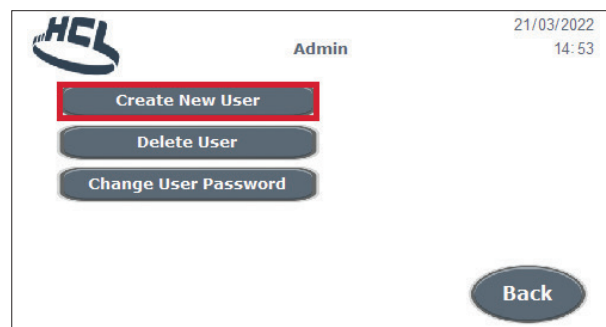 HCL
21/03/2022
Admin
14:53
Create New User
Delete User
Change User Password
Back